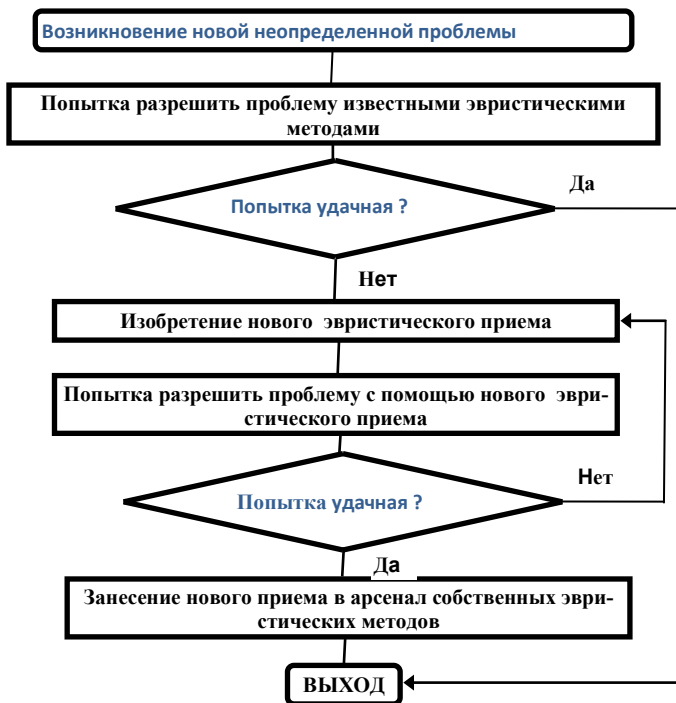 Возникновение новой неопределенной проблемы
Попытка разрешить проблему известными эвристическими
методами
Попытка удачная ?
Да
Нет
Изобретение нового эвристического приема
Попытка разрешить проблему с помощью нового эври-
стического приема
Попытка удачная ?
Нет
Да
Занесение нового приема в арсенал собственных эври-
стических методов
ВЫХОД